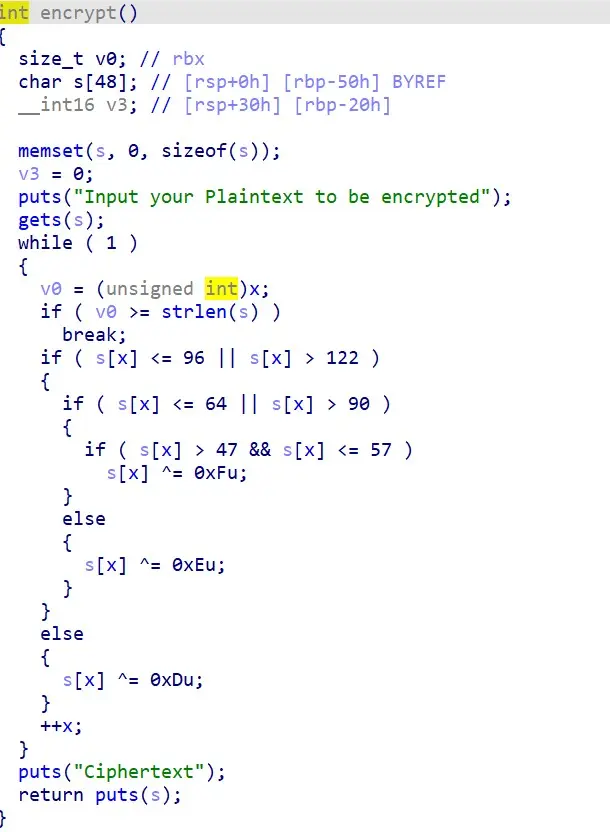 int encrypt()
{
  size_t v0; // rbx
  char s[48]; // [rsp+0h] [rbp-50h] BYREF
  __int16 v3; // [rsp+30h] [rbp-20h]

  memset(s, 0, sizeof(s));
  v3 = 0;
  puts("Input your Plaintext to be encrypted");
  gets(s);
  while ( 1 )
  {
    v0 = (unsigned int)x;
    if ( v0 >= strlen(s) )
      break;
    if ( s[x] <= 96 || s[x] > 122 )
    {
      if ( s[x] <= 64 || s[x] > 90 )
      {
        if ( s[x] > 47 && s[x] <= 57 )
          s[x] ^= 0xFu;
      }
      else
      {
        s[x] ^= 0xEu;
      }
    }
    else
    {
      s[x] ^= 0xDu;
    }
    ++x;
  }
  puts("Ciphertext");
  return puts(s);
}